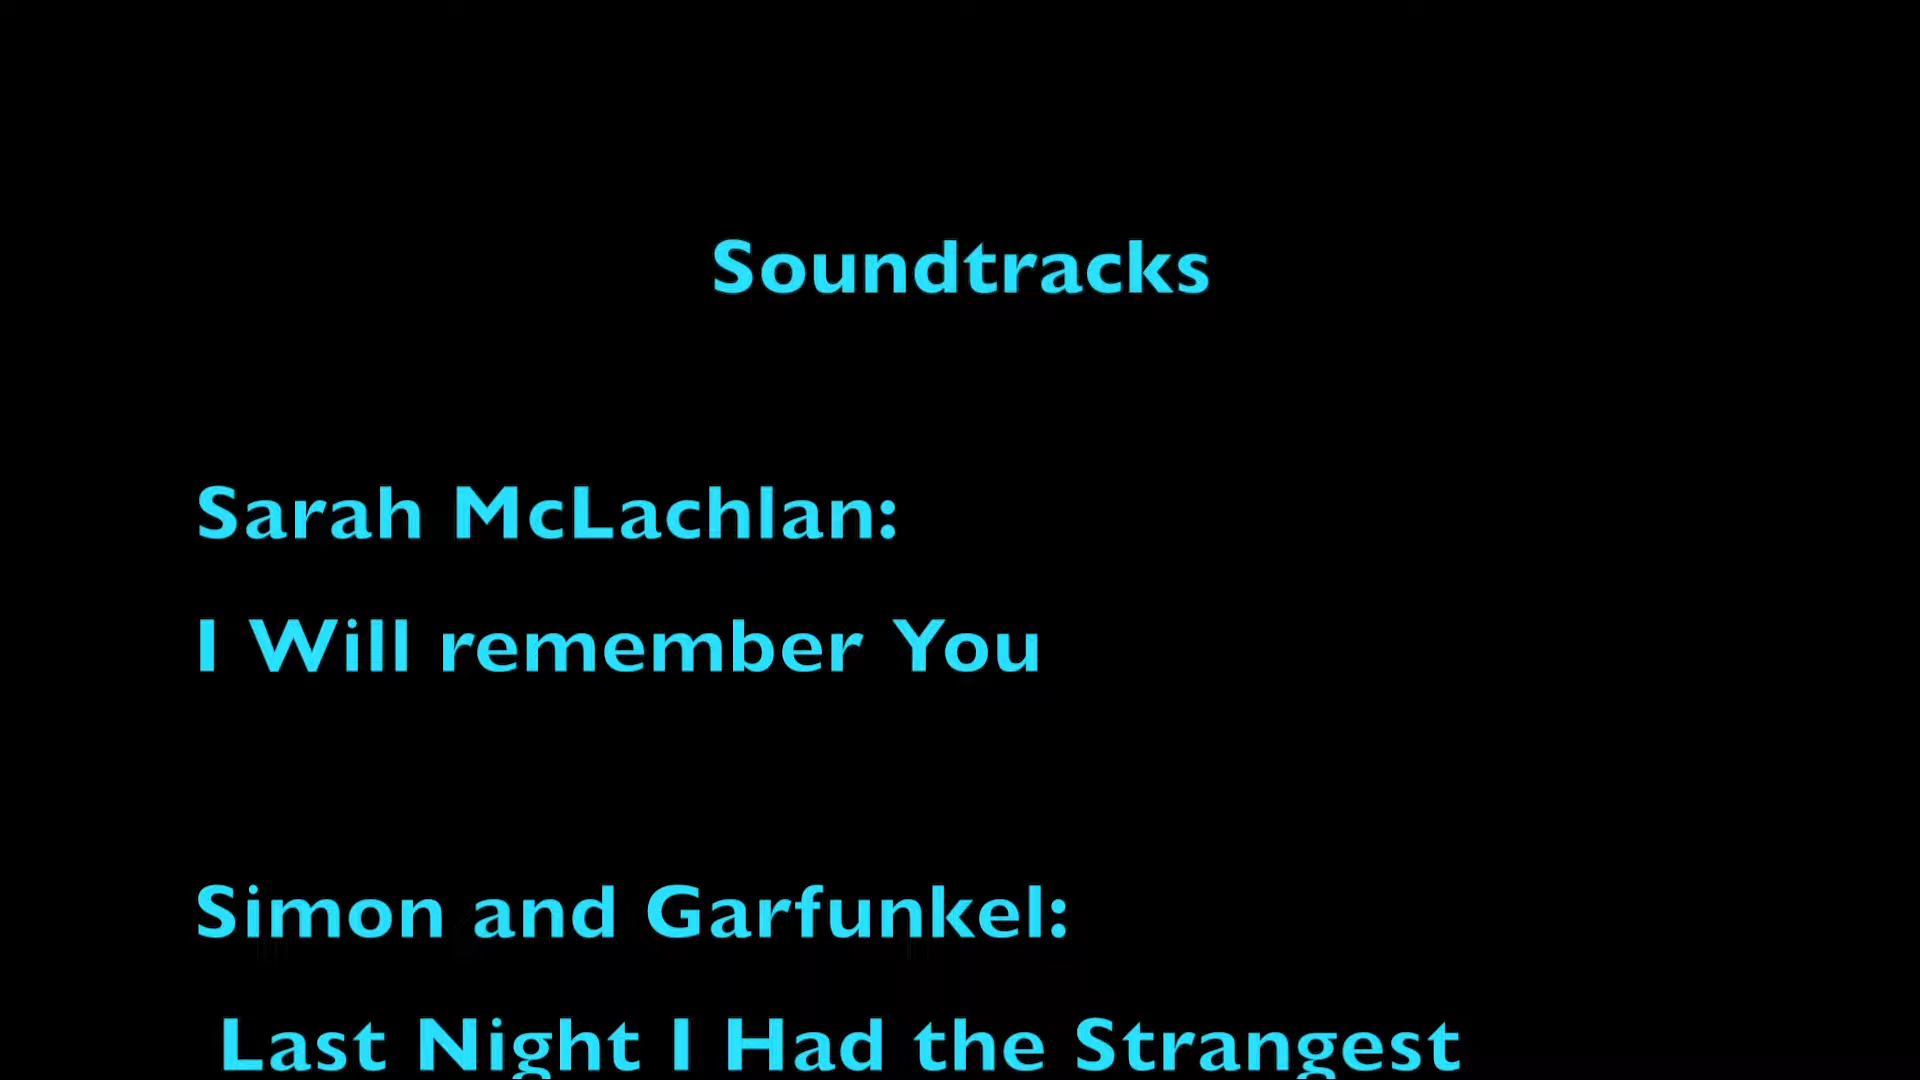 Soundtracks
Sarah McLachlan:
I Will remember You
Simon and Garfunkel:
Last Night I Had the Strangest